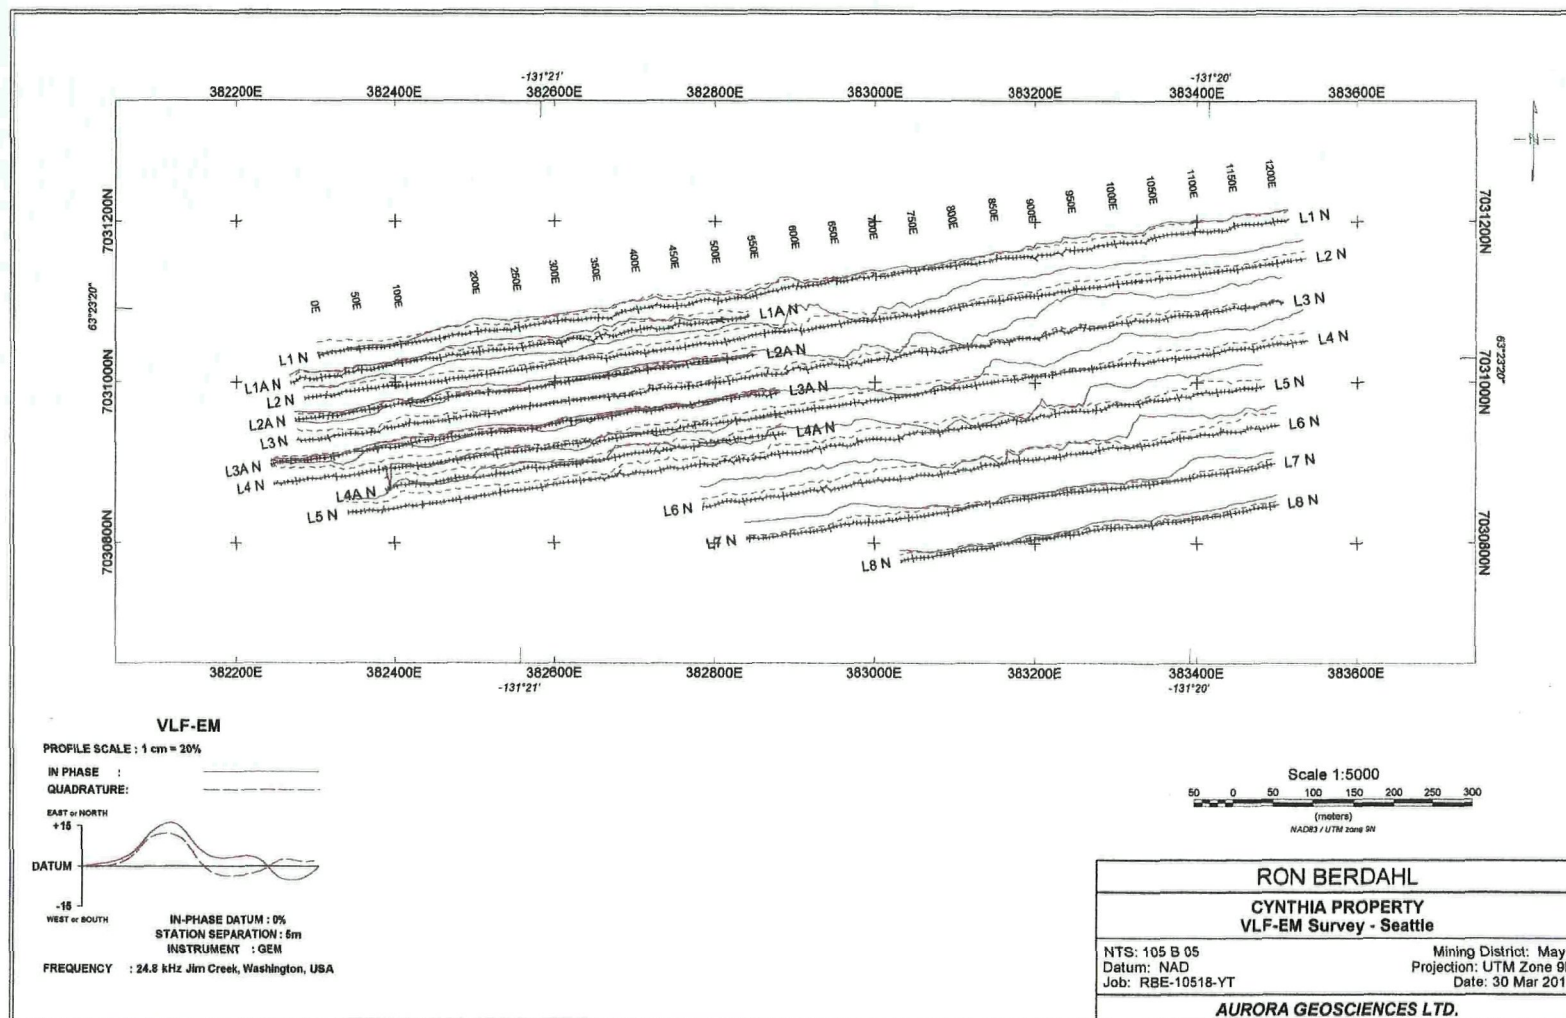 -131°21' -131°20'
382200E 382400E 382600E 382800E 383000E 383200E 383400E 383600E
7031200N 7031200N
63°23'20"
7031000N
63°23'20"
7031000N
7030800N 7030800N
0E 50E 100E 200E 250E 300E 350E 400E 450E 500E 550E 600E 650E 700E 750E 800E 850E 900E 950E 1000E 1050E 1100E 1150E 1200E
L1 N L1 N
L1A N L1A N
L2 N L2 N
L2A N L2A N
L3 N L3 N
L3A N L3A N
L4 N L4 N
L4A N L4A N
L5 N L5 N
L6 N L6 N
L7 N L7 N
L8 N L8 N
382200E 382400E 382600E 382800E 383000E 383200E 383400E 383600E
-131°21' -131°20'
VLF-EM
PROFILE SCALE : 1 cm = 20%
IN PHASE :
QUADRATURE:
EAST or NORTH
+15
DATUM
-15
WEST or SOUTH
IN-PHASE DATUM : 0%
STATION SEPARATION : 5m
INSTRUMENT : GEM
FREQUENCY : 24.8 kHz Jim Creek, Washington, USA
Scale 1:5000
50 0 50 100 150 200 250 300
(meters)
NAD83 / UTM zone 9N
RON BERDAHL
CYNTHIA PROPERTY
VLF-EM Survey - Seattle
NTS: 105 B 05 Mining District: May
Datum: NAD Projection: UTM Zone 9
Job: RBE-10518-YT Date: 30 Mar 201
AURORA GEOSCIENCES LTD.